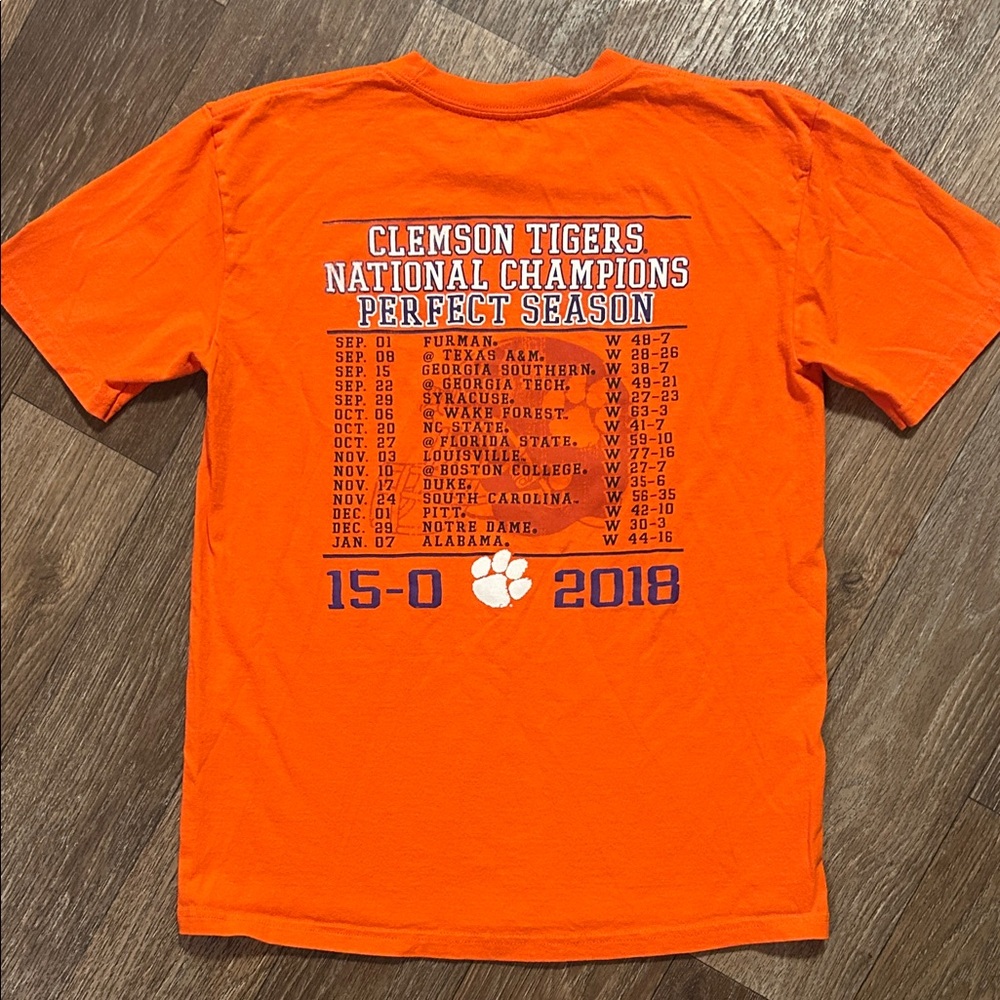 CLEMSON TIGERS
NATIONAL CHAMPIONS
PERFECT SEASON
SEP. 01 FURMAN. W 48-7
SEP. 08 @ TEXAS A&M. W 28-26
SEP. 15 GEORGIA SOUTHERN. W 38-7
SEP. 22 @ GEORGIA TECH. W 49-21
SEP. 29 SYRACUSE. W 27-23
OCT. 06 @ WAKE FOREST™ W 63-3
OCT. 20 NC STATE. W 41-7
OCT. 27 @ FLORIDA STATE. W 59-10
NOV. 03 LOUISVILLE™ W 77-16
NOV. 10 @ BOSTON COLLEGE. W 27-7
NOV. 17 DUKE. W 35-6
NOV. 24 SOUTH CAROLINA™ W 56-35
DEC. 01 PITT. W 42-10
DEC. 29 NOTRE DAME. W 30-3
JAN. 07 ALABAMA. W 44-16
15-0 2018